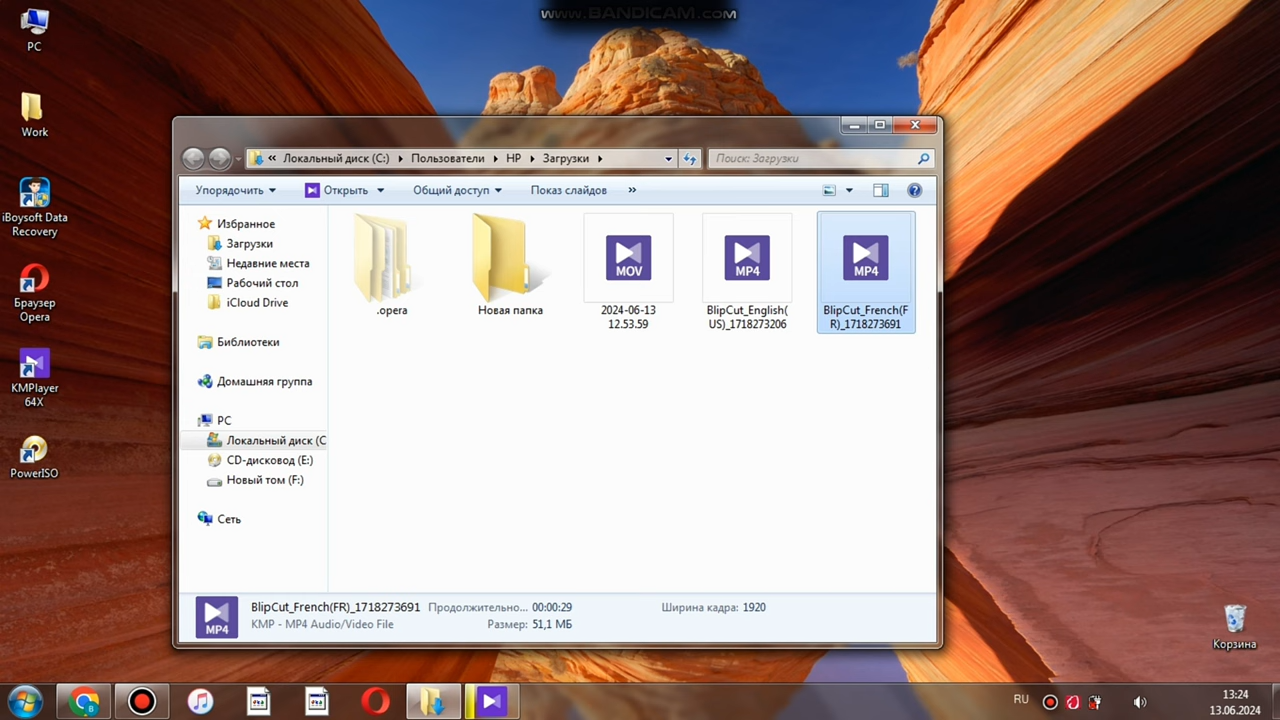 www.BANDICAM.com
PC
Work
iBoysoft Data
Recovery
Браузер
Opera
KMPlayer
64X
PowerISO
« Локальный диск (C:) Пользователи HP Загрузки
Поиск: Загрузки
Упорядочить Открыть Общий доступ Показ слайдов »
Избранное
Загрузки
Недавние места
Рабочий стол
iCloud Drive
Библиотеки
Домашняя группа
PC
Локальный диск (C
CD-дисковод (E:)
Новый том (F:)
Сеть
.opera
Новая папка
MOV
2024-06-13
12.53.59
MP4
BlipCut_English(
US)_1718273206
MP4
BlipCut_French(F
R)_1718273691
MP4
BlipCut_French(FR)_1718273691 Продолжительно... 00:00:29 Ширина кадра: 1920
KMP - MP4 Audio/Video File Размер: 51,1 МБ
Корзина
RU
13:24
13.06.2024